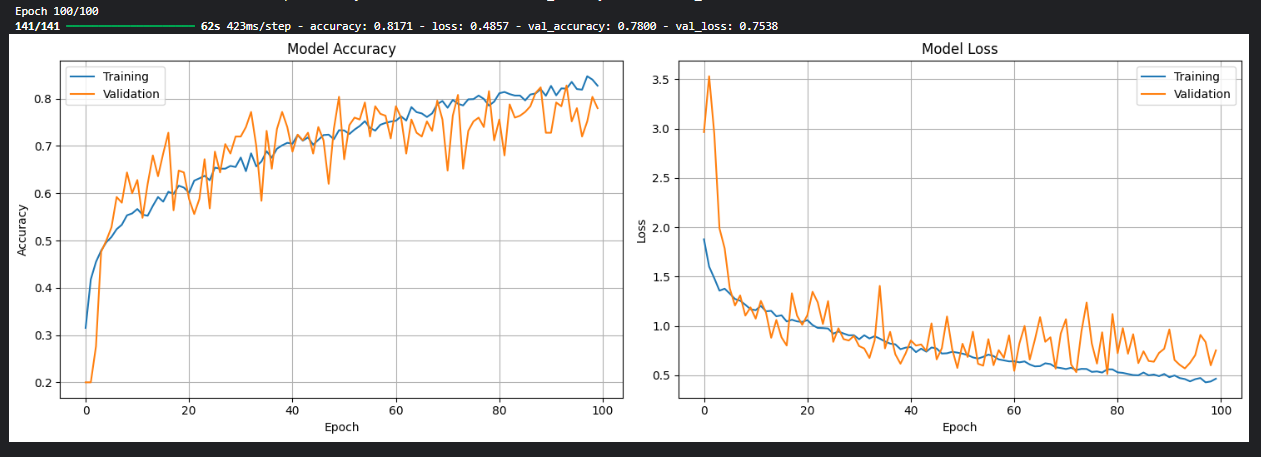 Epoch 100/100
141/141 ━━━━━━━━━━━━━━━━━━━━ 62s 423ms/step - accuracy: 0.8171 - loss: 0.4857 - val_accuracy: 0.7800 - val_loss: 0.7538
Model Accuracy
Training
Validation
Accuracy
0.8
0.7
0.6
0.5
0.4
0.3
0.2
0 20 40 60 80 100
Epoch
Model Loss
Training
Validation
Loss
3.5
3.0
2.5
2.0
1.5
1.0
0.5
0 20 40 60 80 100
Epoch